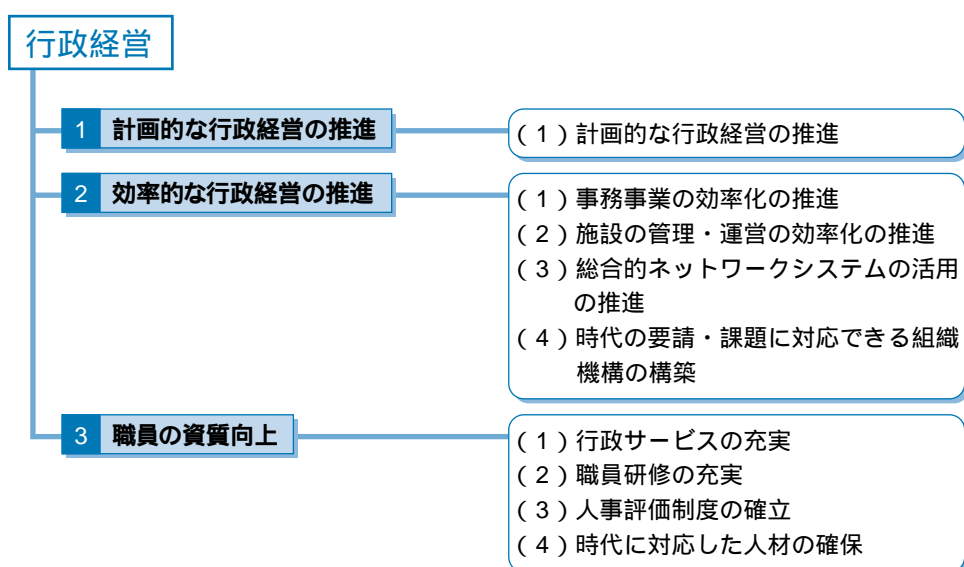 行政経営
1 計画的な行政経営の推進
(1)計画的な行政経営の推進
2 効率的な行政経営の推進
(1)事務事業の効率化の推進
(2)施設の管理・運営の効率化の推進
(3)総合的ネットワークシステムの活用
の推進
(4)時代の要請・課題に対応できる組織
機構の構築
3 職員の資質向上
(1)行政サービスの充実
(2)職員研修の充実
(3)人事評価制度の確立
(4)時代に対応した人材の確保